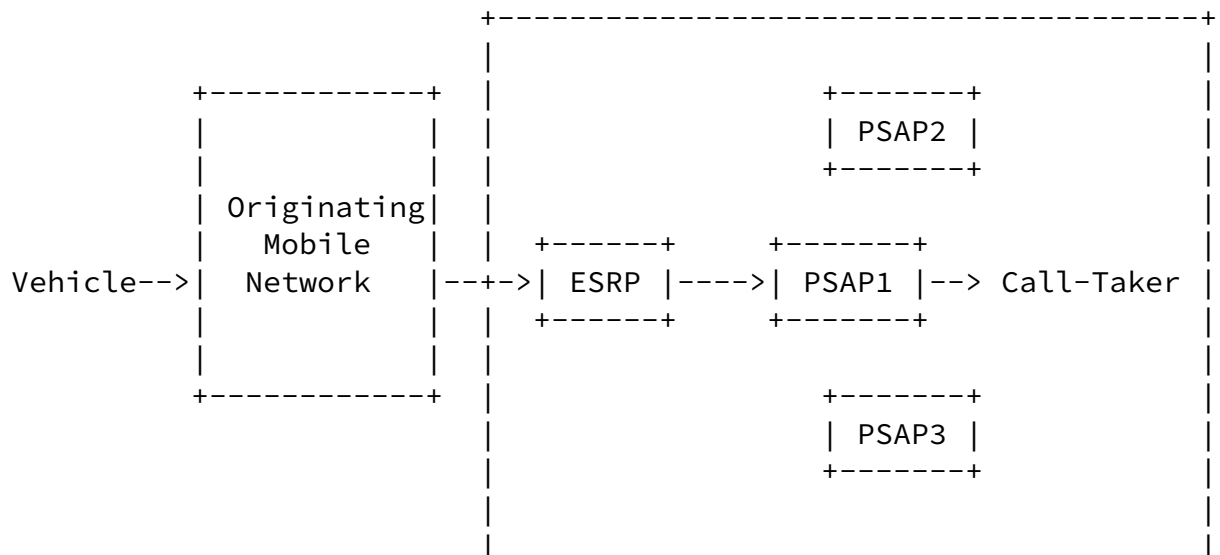 PSAP2
Originating
Mobile
Vehicle--> Network --+-> ESRP ----> PSAP1 --> Call-Taker
PSAP3